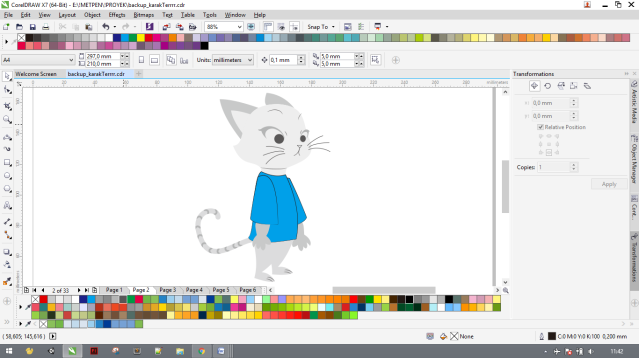 CorelDRAW X7 (64-Bit) - E:\!METPEN\!PROYEK\backup_karakTerrrr.cdr
File Edit View Layout Object Effects Bitmaps Text Table Tools Window Help
88% Snap To
A4 297,0 mm 210,0 mm Units: millimeters 0,1 mm 5,0 mm 5,0 mm
Welcome Screen backup_karakTerrrr.cdr
Transformations
0,0 mm
0,0 mm
Relative Position
Copies: 1
Apply
Artistic Media
Object Manager
Cont...
Transformations
2 of 33 Page 1 Page 2 Page 3 Page 4 Page 5 Page 6
( 58,605; 145,616 ) None C:0 M:0 Y:0 K:100 0,200 mm
11:42